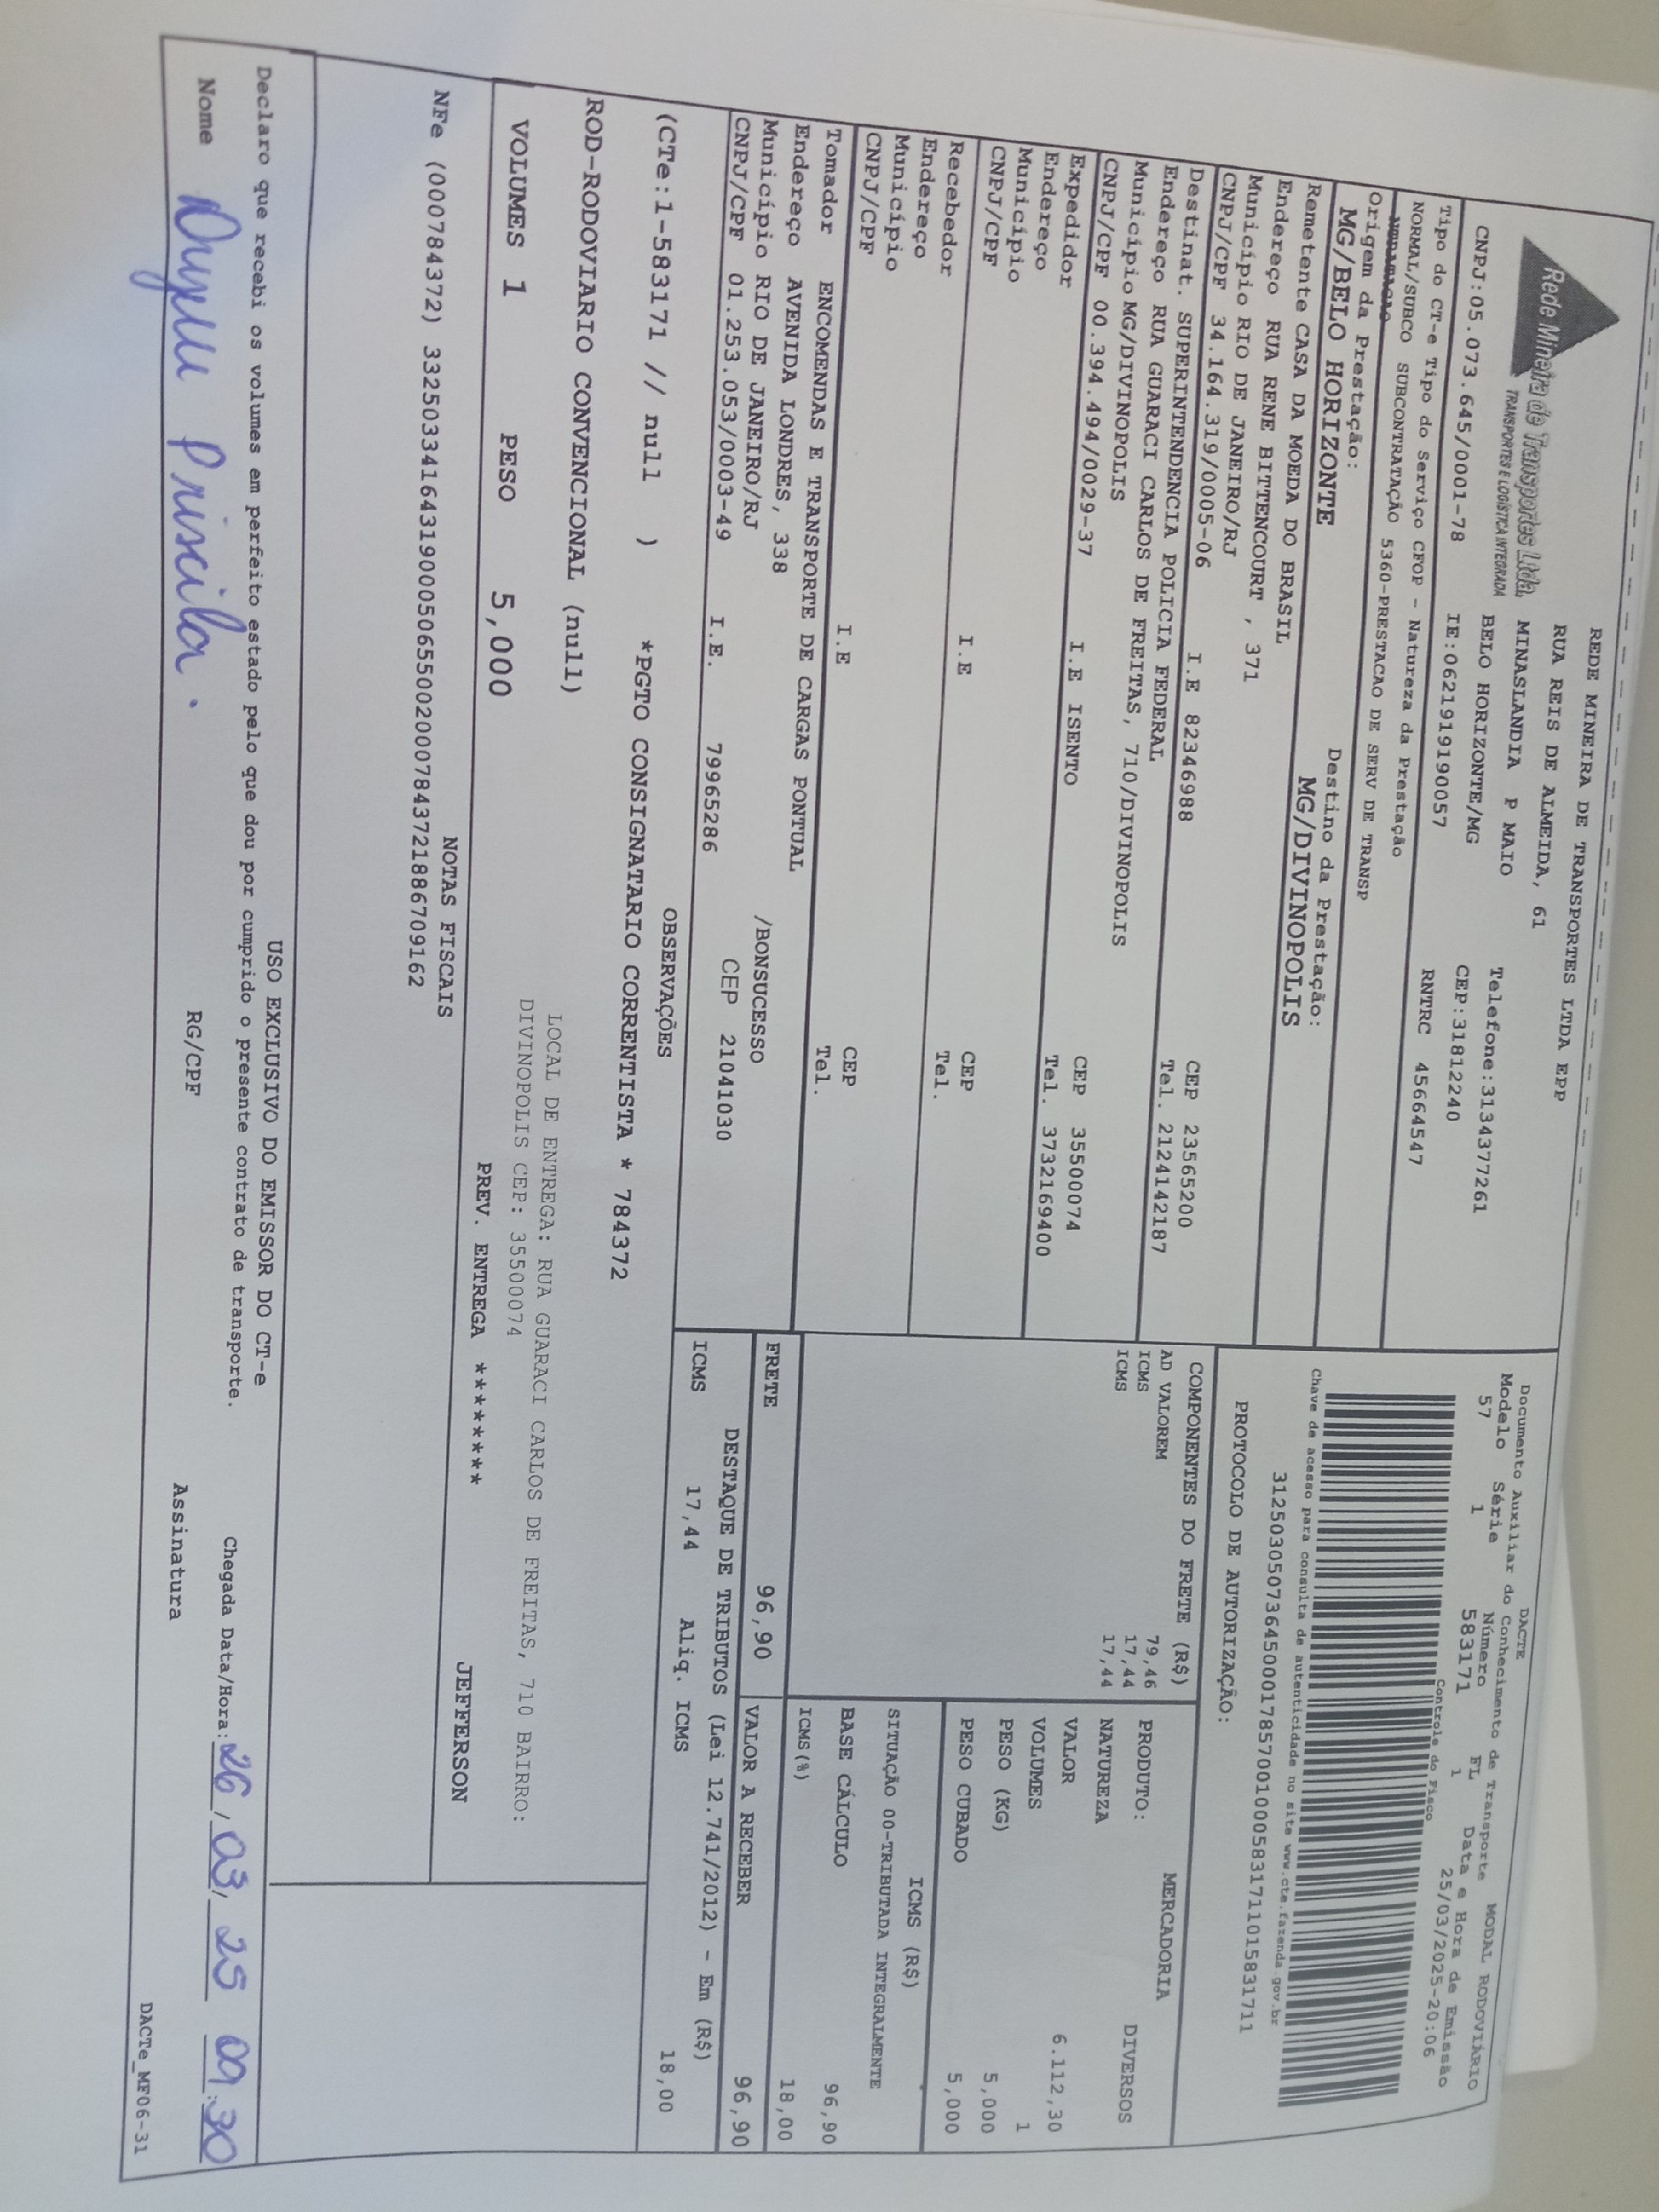 Rede Mineira de Transportes Ltda.
TRANSPORTES E LOGÍSTICA INTEGRADA
REDE MINEIRA DE TRANSPORTES LTDA EPP
RUA REIS DE ALMEIDA, 61
MINASLANDIA P MAIO
BELO HORIZONTE/MG
Telefone:3134377261
CEP:31812240
CNPJ:05.073.645/0001-78 IE:0621919190057 RNTRC 45664547
Tipo do CT-e Tipo do Serviço CFOP - Natureza da Prestação
NORMAL/SUBCO SUBCONTRATAÇÃO 5360-PRESTACAO DE SERV DE TRANSP
Origem da Prestação: Destino da Prestação:
MG/BELO HORIZONTE MG/DIVINOPOLIS
Remetente CASA DA MOEDA DO BRASIL
Endereço RUA RENE BITTENCOURT , 371
Município RIO DE JANEIRO/RJ CEP 23565200
CNPJ/CPF 34.164.319/0005-06 I.E 82346988 Tel. 2124142187
Destinat. SUPERINTENDENCIA POLICIA FEDERAL
Endereço RUA GUARACI CARLOS DE FREITAS, 710/DIVINOPOLIS
Município MG/DIVINOPOLIS CEP 35500074
CNPJ/CPF 00.394.494/0029-37 I.E ISENTO Tel. 3732169400
Expedidor
Endereço
Município CEP
CNPJ/CPF I.E Tel.
Recebedor
Endereço
Município CEP
CNPJ/CPF I.E Tel.
Tomador ENCOMENDAS E TRANSPORTE DE CARGAS PONTUAL
Endereço AVENIDA LONDRES, 338 /BONSUCESSO
Município RIO DE JANEIRO/RJ CEP 21041030
CNPJ/CPF 01.253.053/0003-49 I.E. 79965286
DACTE
Documento Auxiliar do Conhecimento de Transporte MODAL RODOVIÁRIO
Modelo Série Número FL Data e Hora de Emissão
57 1 583171 1 25/03/2025-20:06
Controle do Fisco
Chave de acesso para consulta de autenticidade no site www.cte.fazenda.gov.br
31250305073645000178570010005831711015831711
PROTOCOLO DE AUTORIZAÇÃO:
COMPONENTES DO FRETE (R$)
AD VALOREM 79,46
ICMS 17,44
ICMS 17,44
MERCADORIA
PRODUTO:
NATUREZA DIVERSOS
VALOR 6.112,30
VOLUMES 1
PESO (KG) 5,000
PESO CUBADO 5,000
ICMS (R$)
SITUAÇÃO 00-TRIBUTADA INTEGRALMENTE
BASE CÁLCULO 96,90
ICMS(%) 18,00
FRETE 96,90 VALOR A RECEBER 96,90
DESTAQUE DE TRIBUTOS (Lei 12.741/2012) - Em (R$)
ICMS 17,44 Aliq. ICMS 18,00
OBSERVAÇÕES
(CTe:1-583171 // null ) *PGTO CONSIGNATARIO CORRENTISTA * 784372
ROD-RODOVIARIO CONVENCIONAL (null)
LOCAL DE ENTREGA: RUA GUARACI CARLOS DE FREITAS, 710 BAIRRO:
DIVINOPOLIS CEP: 35500074
VOLUMES 1 PESO 5,000 PREV. ENTREGA ********* JEFFERSON
NOTAS FISCAIS
NFe (000784372) 33250334164319000506550020007843721886709162
USO EXCLUSIVO DO EMISSOR DO CT-e
Declaro que recebi os volumes em perfeito estado pelo que dou por cumprido o presente contrato de transporte.
Chegada Data/Hora: 26/03/25 09:30
Nome Priscila. RG/CPF Assinatura
DACTe_MF06-31